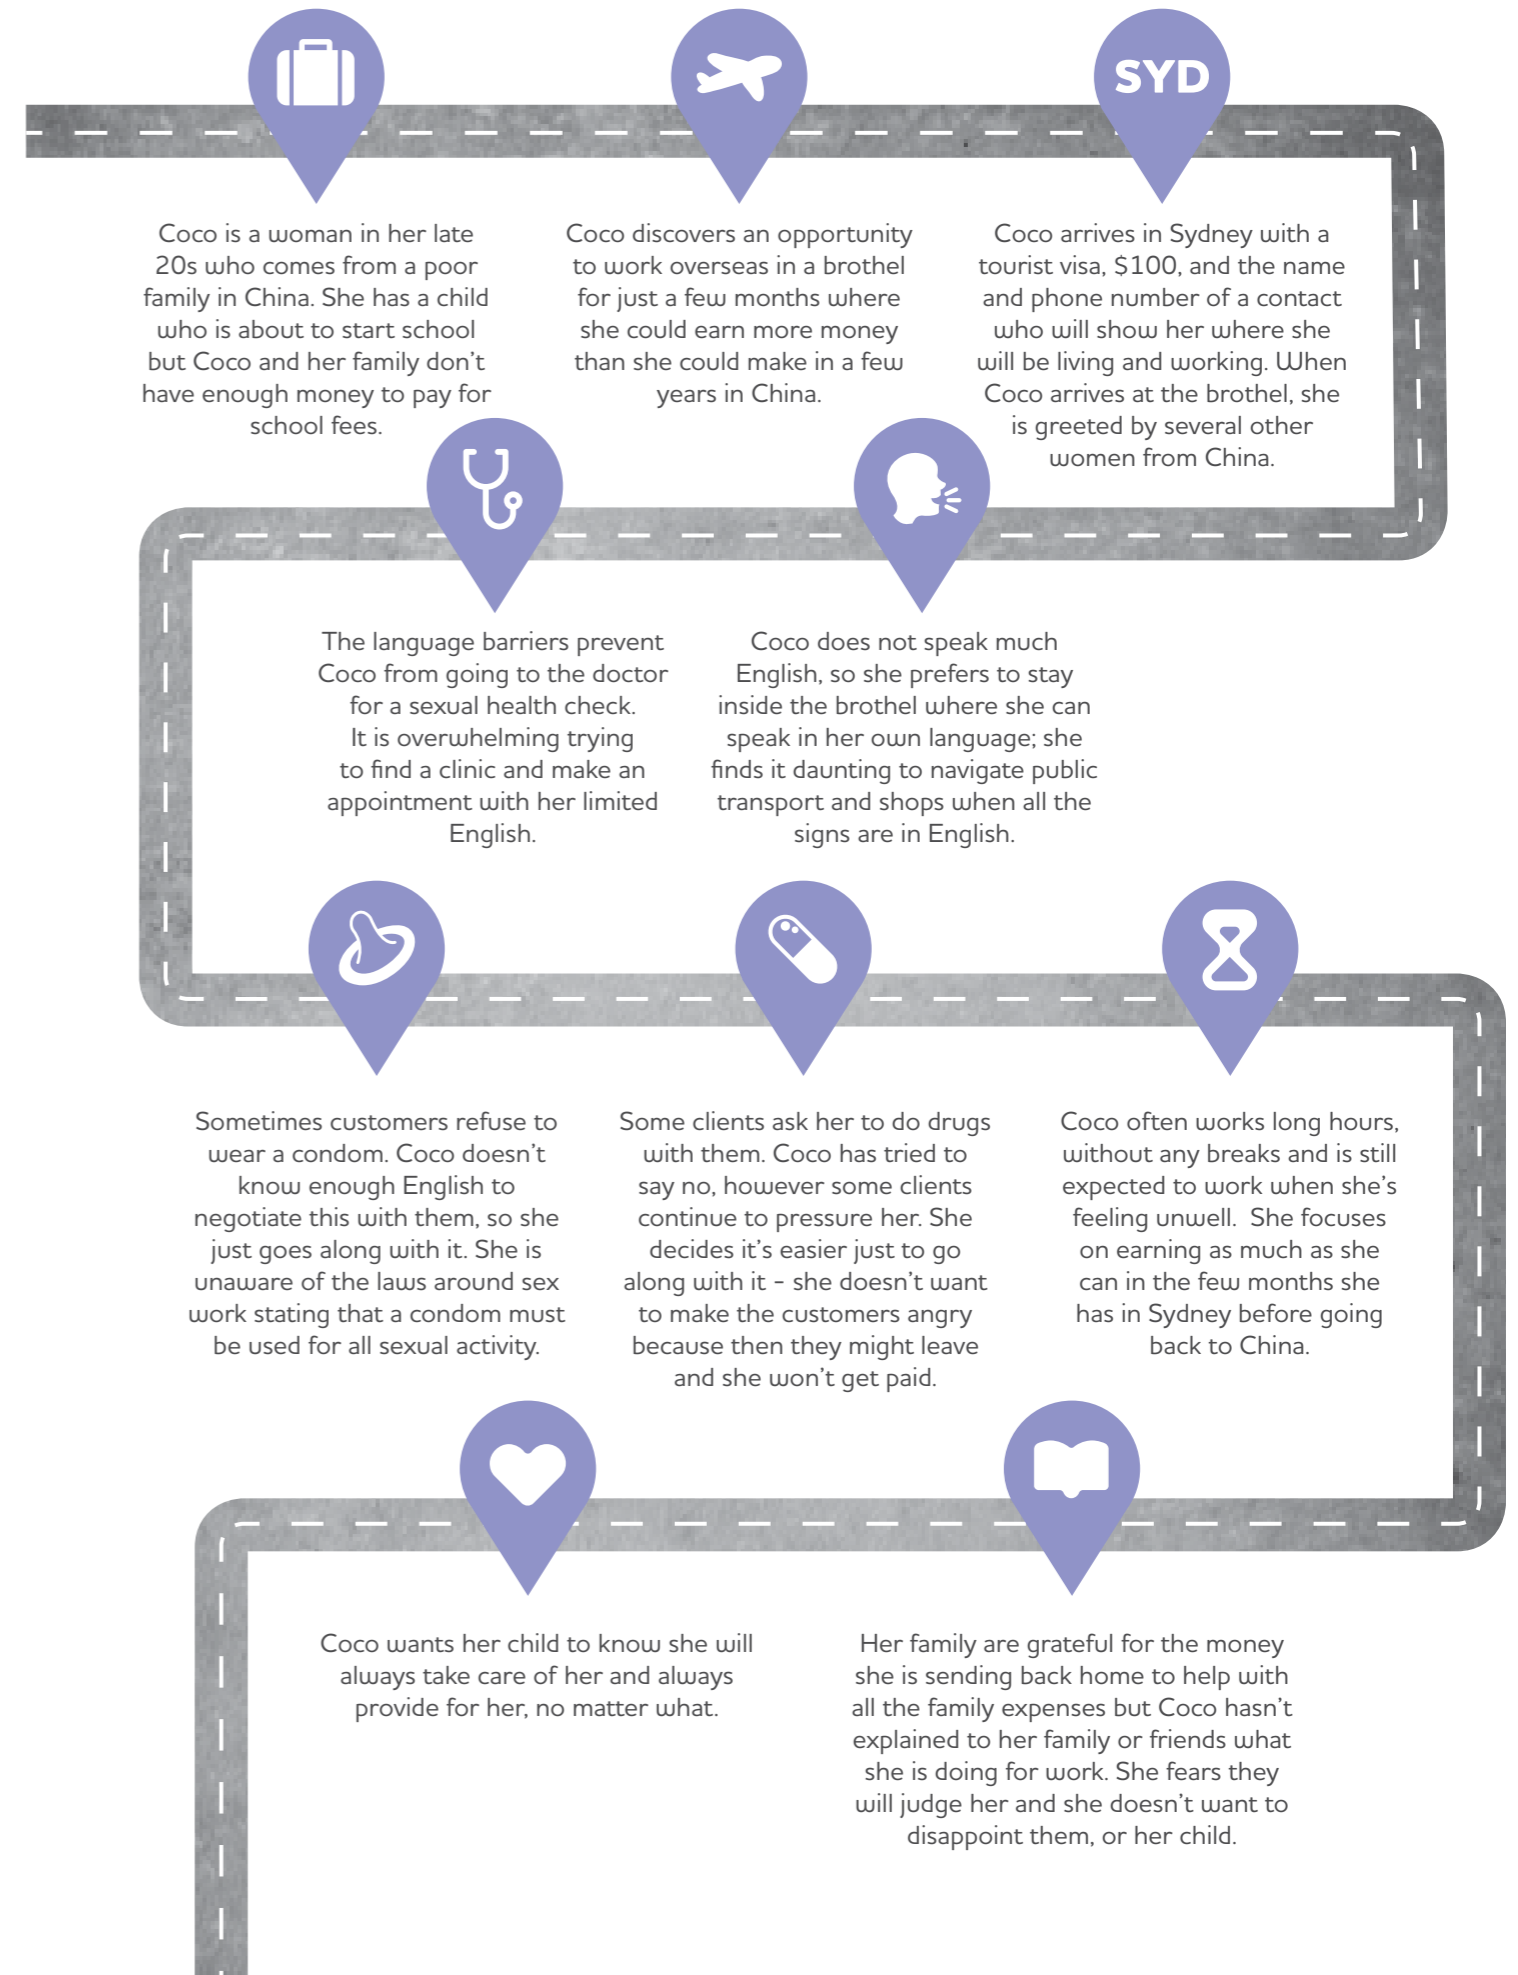 Coco is a woman in her late
20s who comes from a poor
family in China. She has a child
who is about to start school
but Coco and her family don't
have enough money to pay for
school fees.
Coco discovers an opportunity
to work overseas in a brothel
for just a few months where
she could earn more money
than she could make in a few
years in China.
SYD
Coco arrives in Sydney with a
tourist visa, $100, and the name
and phone number of a contact
who will show her where she
will be living and working. When
Coco arrives at the brothel, she
is greeted by several other
women from China.
Coco does not speak much
English, so she prefers to stay
inside the brothel where she can
speak in her own language; she
finds it daunting to navigate public
transport and shops when all the
signs are in English.
The language barriers prevent
Coco from going to the doctor
for a sexual health check.
It is overwhelming trying
to find a clinic and make an
appointment with her limited
English.
Sometimes customers refuse to
wear a condom. Coco doesn't
know enough English to
negotiate this with them, so she
just goes along with it. She is
unaware of the laws around sex
work stating that a condom must
be used for all sexual activity.
Some clients ask her to do drugs
with them. Coco has tried to
say no, however some clients
continue to pressure her. She
decides it's easier just to go
along with it - she doesn't want
to make the customers angry
because then they might leave
and she won't get paid.
Coco often works long hours,
without any breaks and is still
expected to work when she's
feeling unwell.  She focuses
on earning as much as she
can in the few months she
has in Sydney before going
back to China.
Her family are grateful for the money
she is sending back home to help with
all the family expenses but Coco hasn't
explained to her family or friends what
she is doing for work. She fears they
will judge her and she doesn't want to
disappoint them, or her child.
Coco wants her child to know she will
always take care of her and always
provide for her, no matter what.